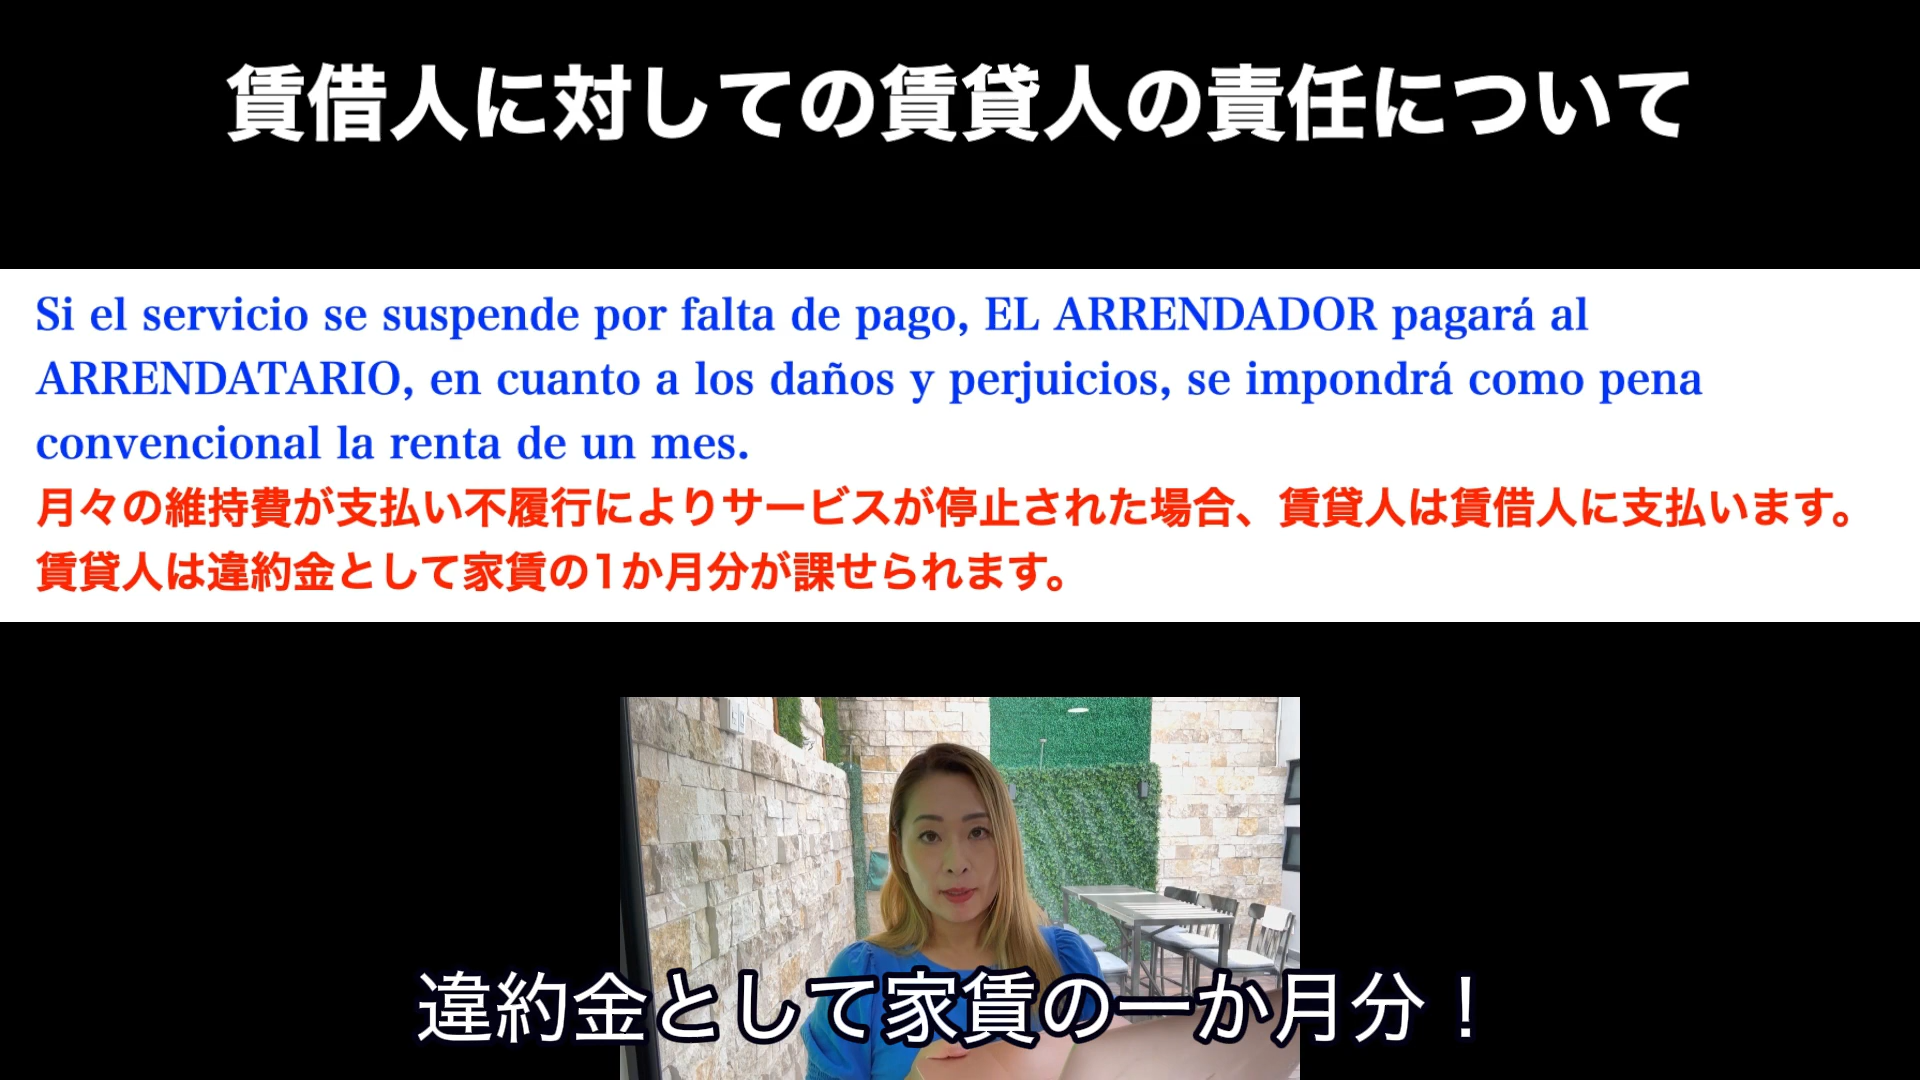 賃借人に対しての賃貸人の責任について
Si el servicio se suspende por falta de pago, EL ARRENDADOR pagará al
ARRENDATARIO, en cuanto a los daños y perjuicios, se impondrá como pena
convencional la renta de un mes.
月々の維持費が支払い不履行によりサービスが停止された場合、賃貸人は賃借人に支払います。
賃貸人は違約金として家賃の1か月分が課せられます。
違約金として家賃の一か月分！